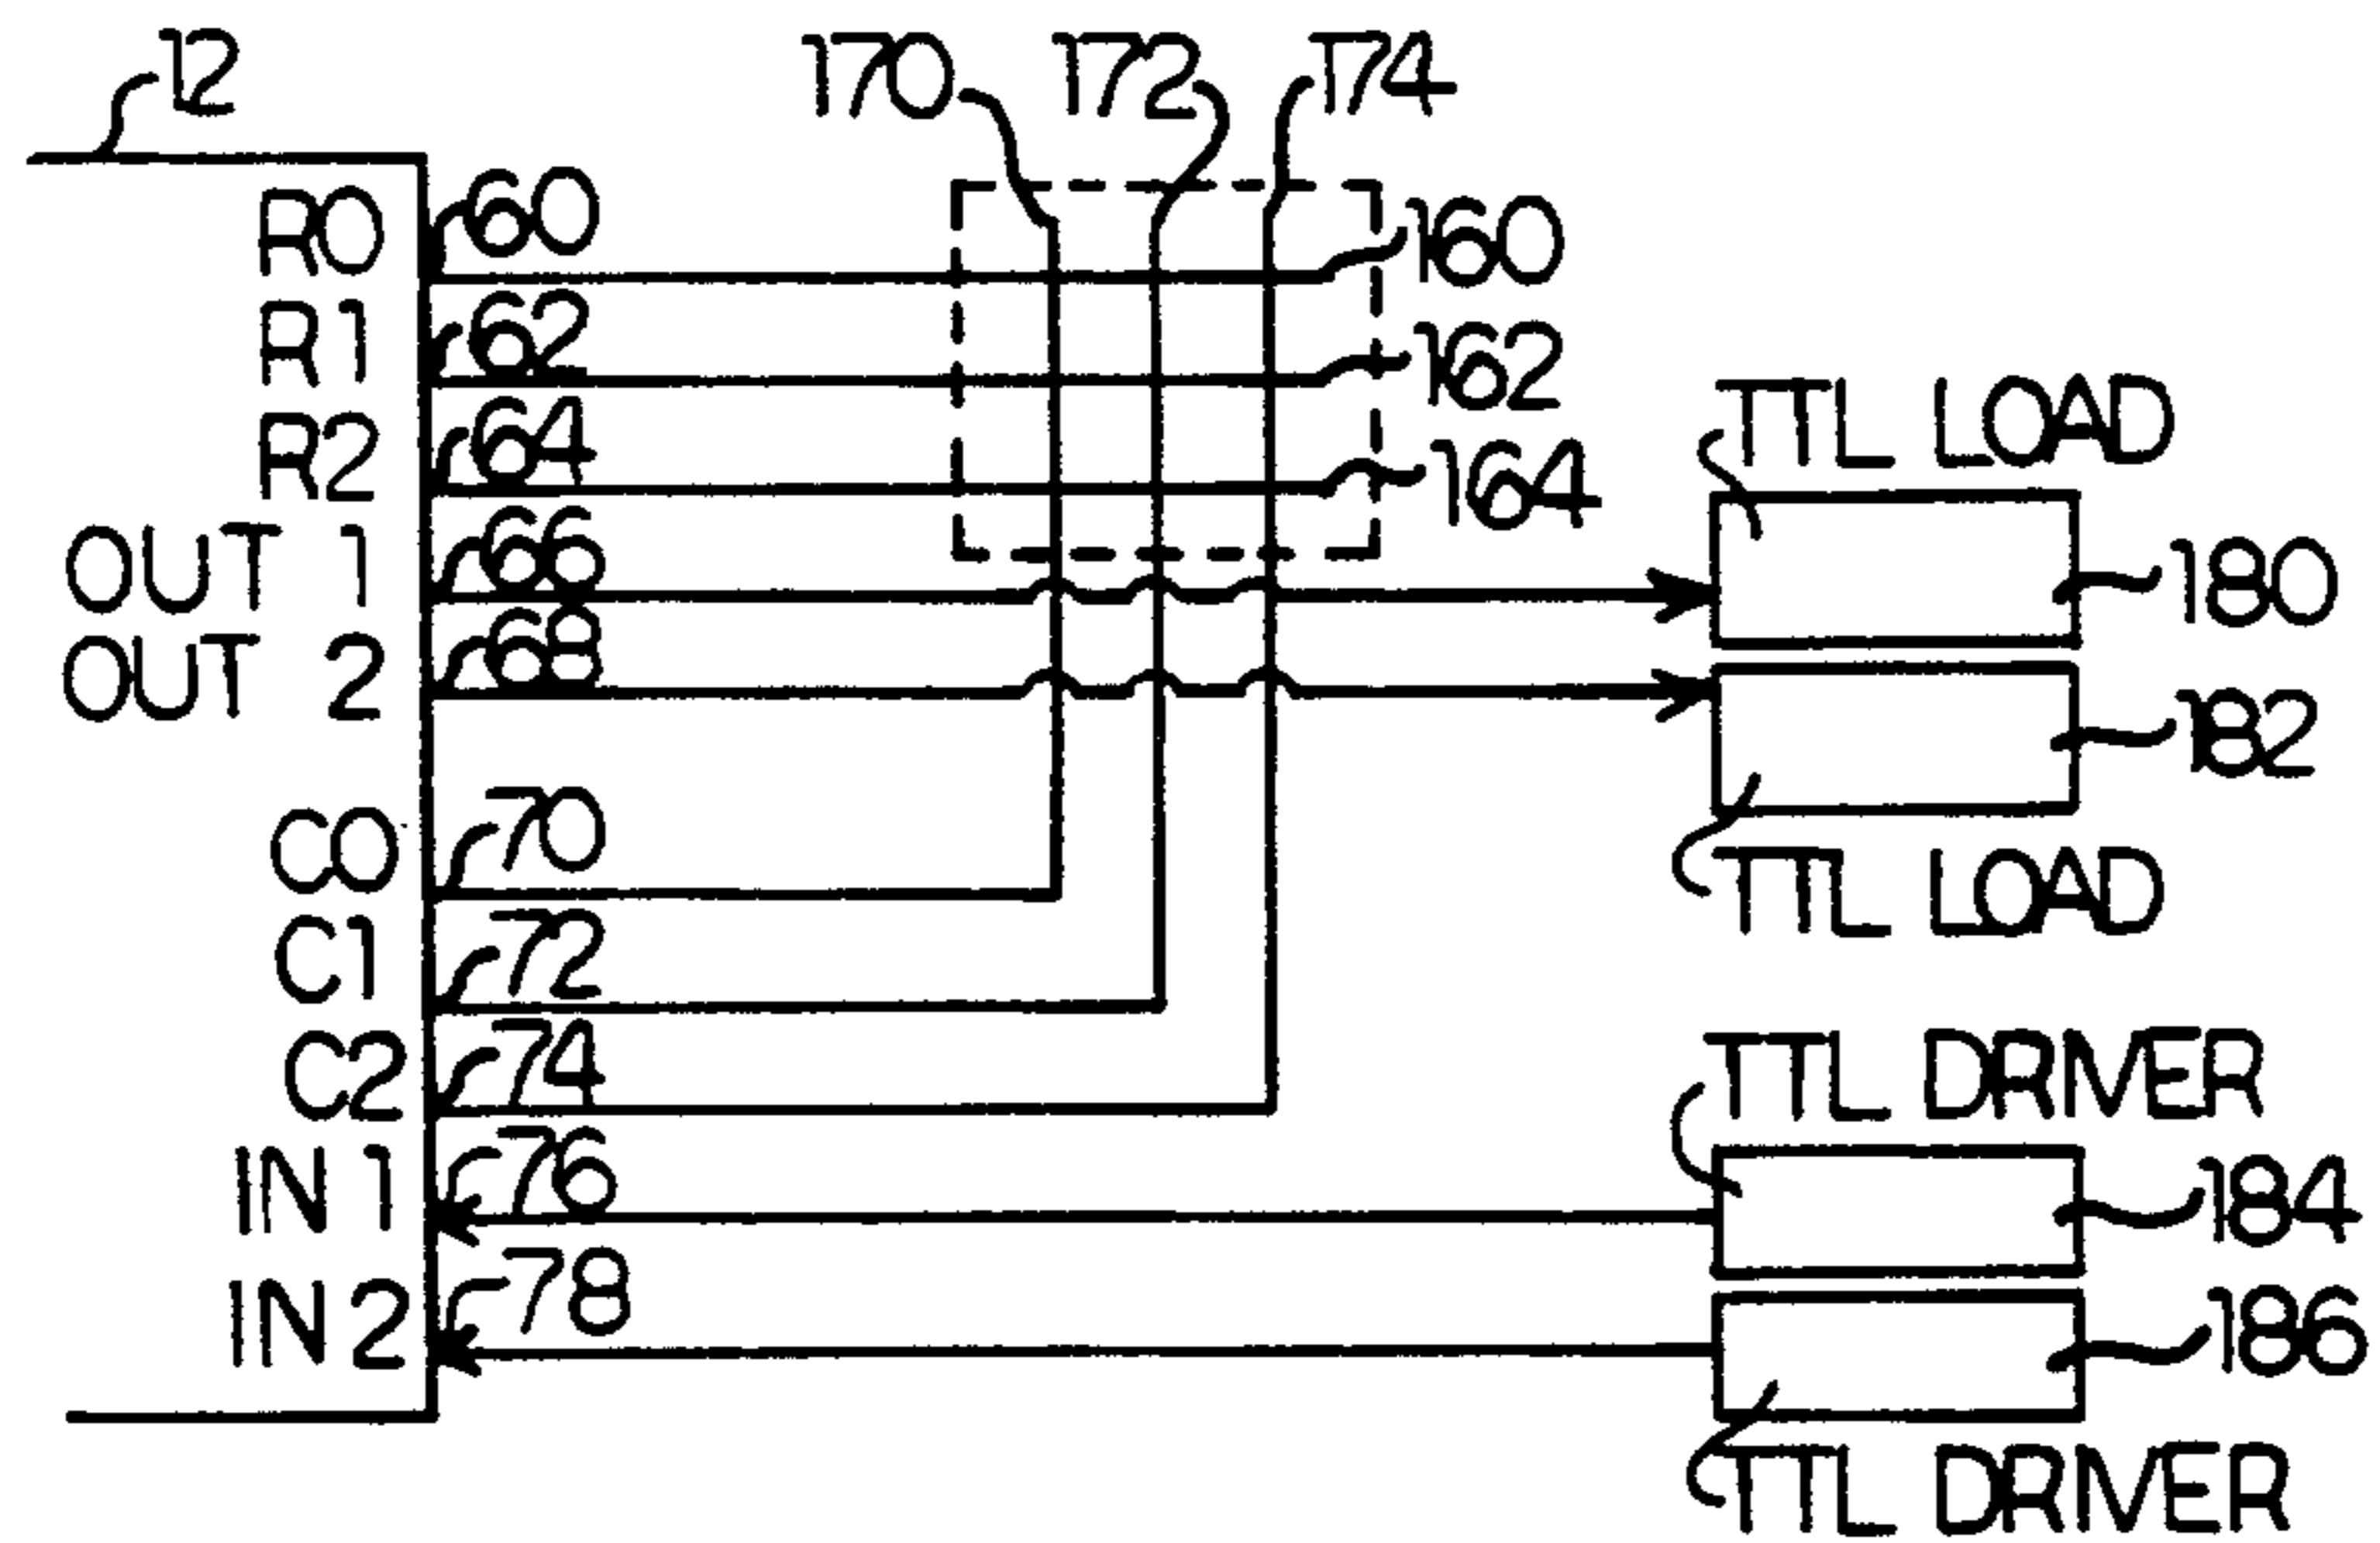 12
170 172 174
R0 60
160
R1 62
162
R2 64
164
TTL LOAD
OUT 1 66
180
OUT 2 68
182
C0 70
TTL LOAD
C1 72
C2 74
TTL DRIVER
IN 1 76
184
IN 2 78
186
TTL DRIVER